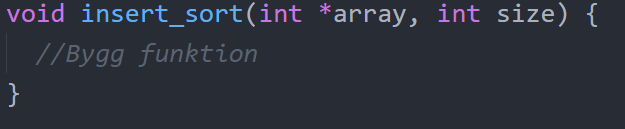 void insert_sort(int *array, int size) {
//Bygg funktion
}